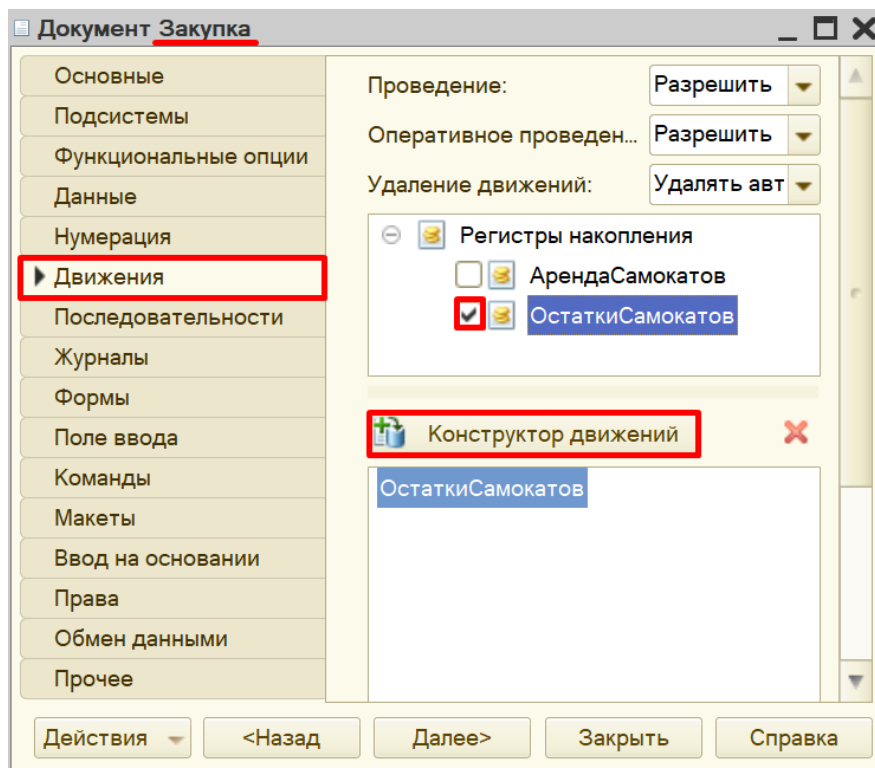 Документ Закупка
Основные
Подсистемы
Функциональные опции
Данные
Нумерация
Движения
Последовательности
Журналы
Формы
Поле ввода
Команды
Макеты
Ввод на основании
Права
Обмен данными
Прочее
Проведение: Разрешить
Оперативное проведен... Разрешить
Удаление движений: Удалять авт
Регистры накопления
АрендаСамокатов
ОстаткиСамокатов
Конструктор движений
ОстаткиСамокатов
Действия <Назад Далее> Закрыть Справка